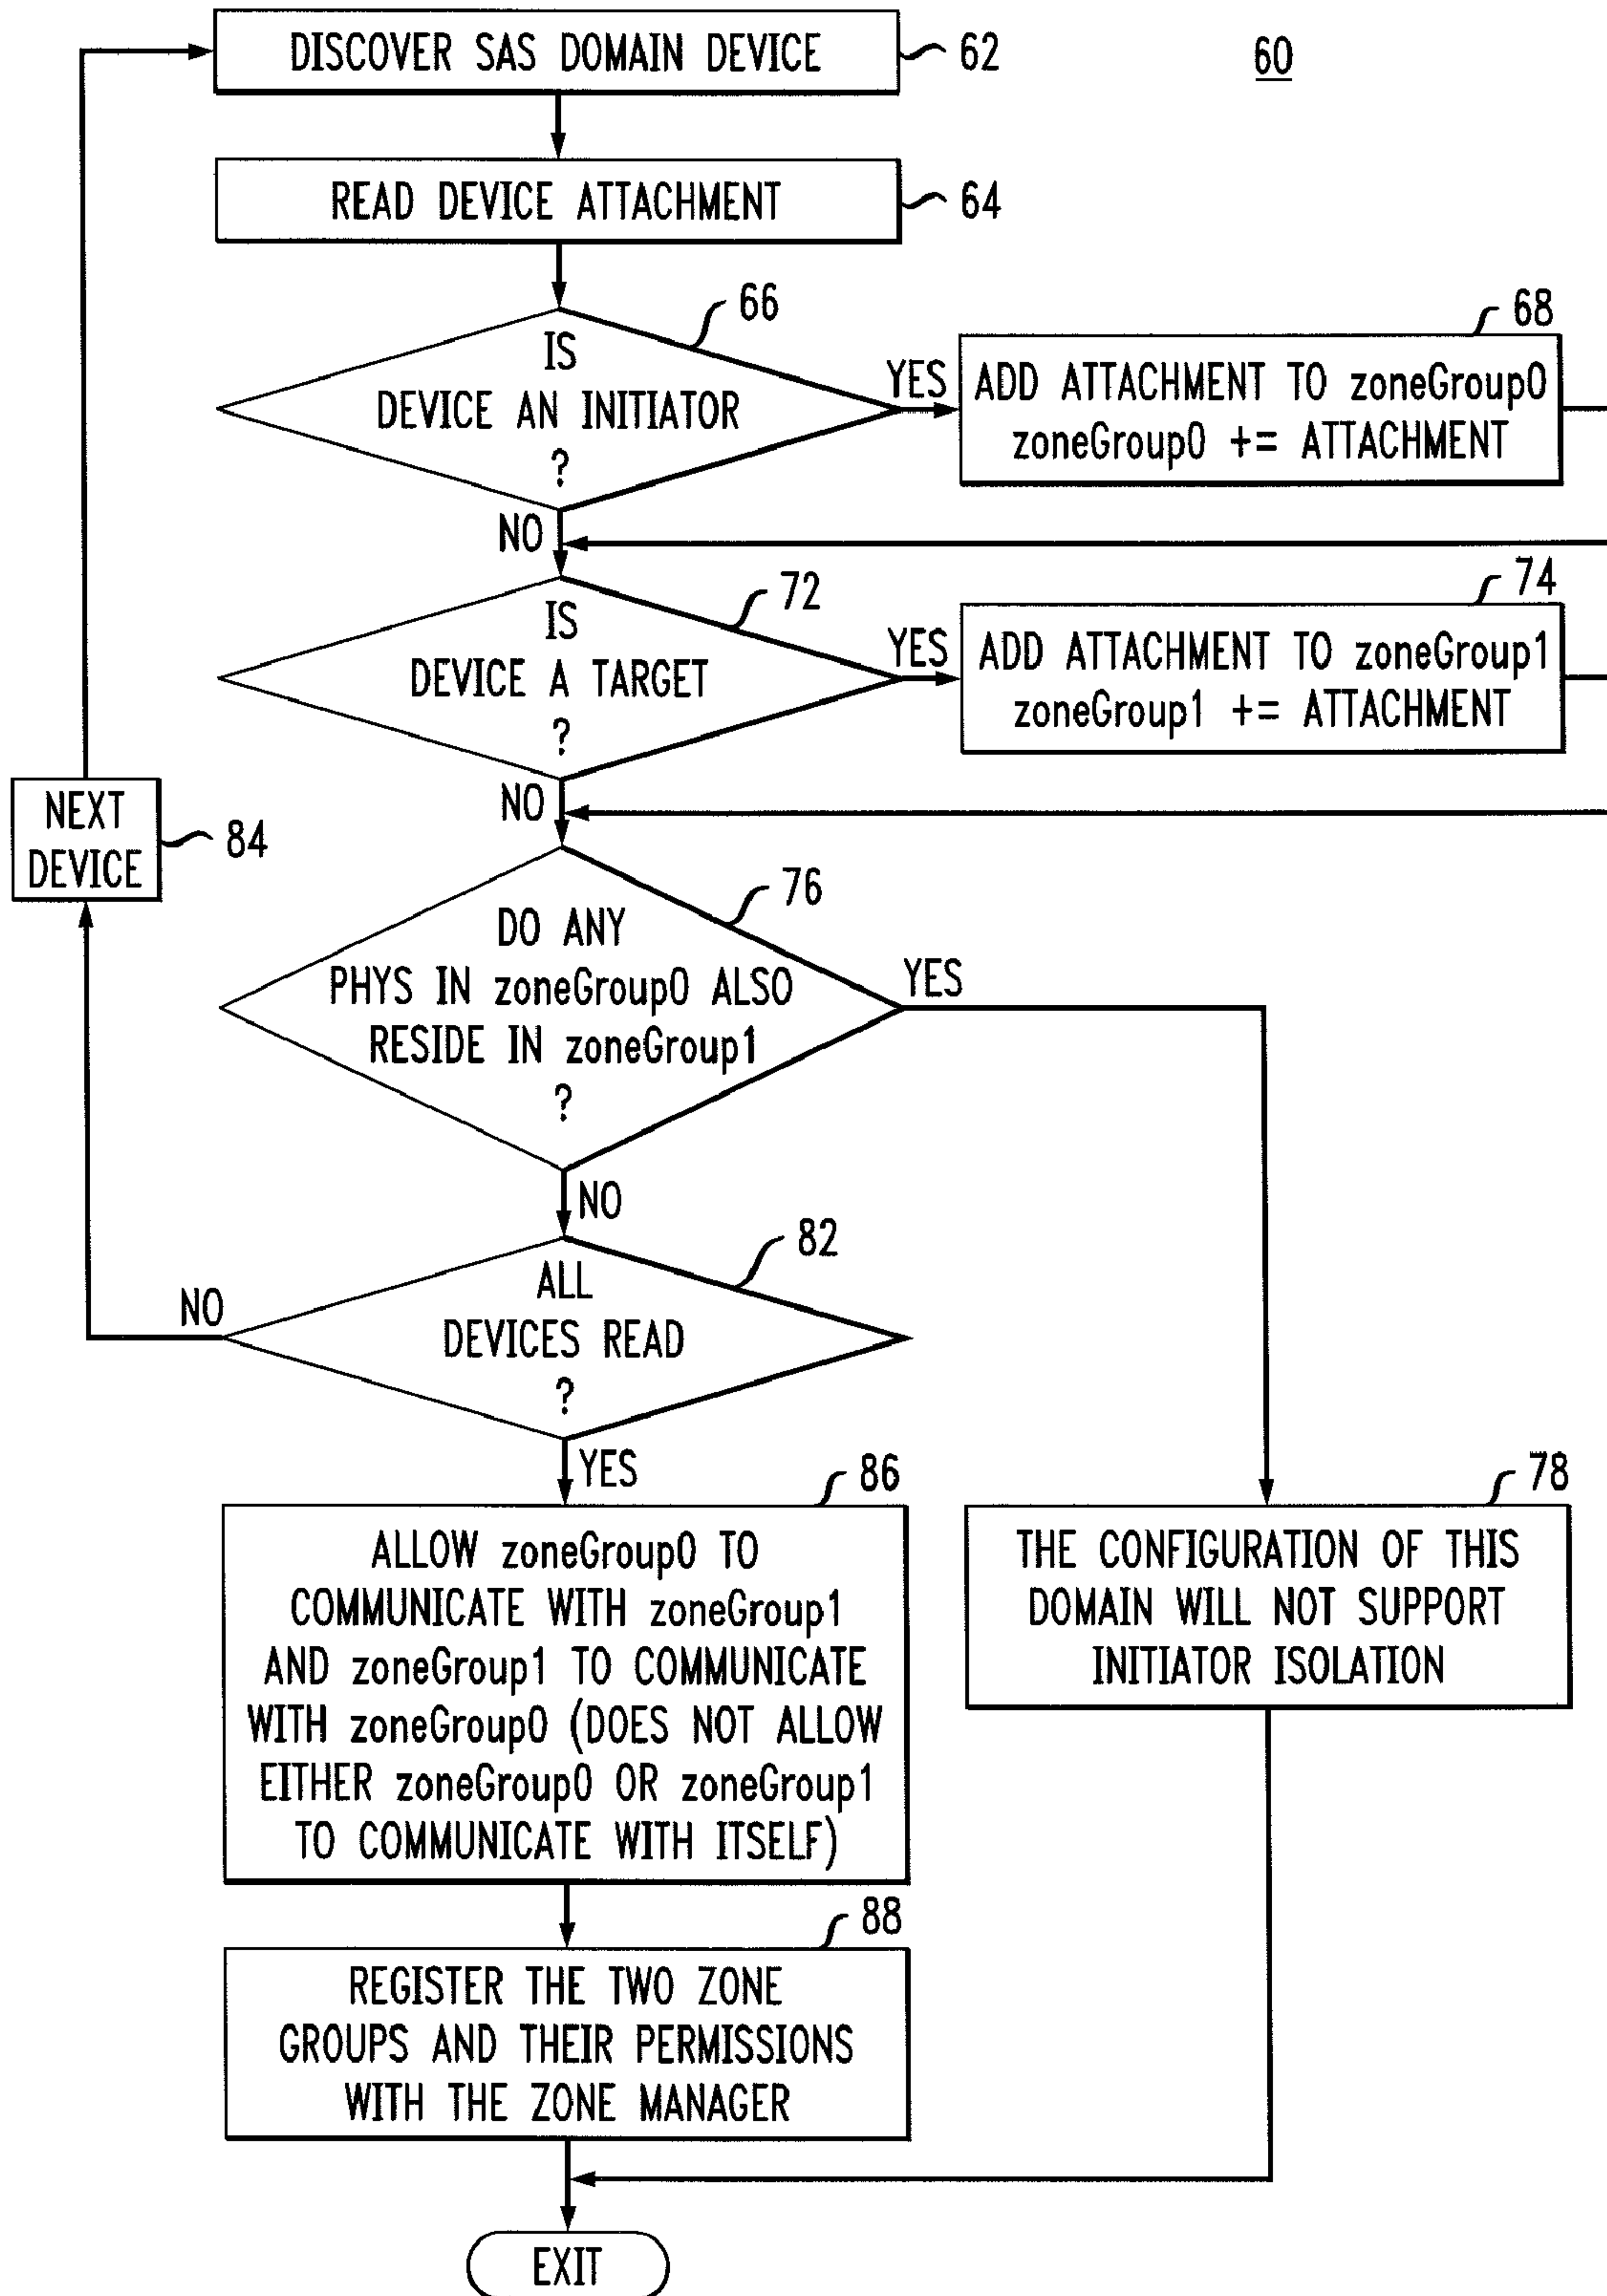 DISCOVER SAS DOMAIN DEVICE
62
60
READ DEVICE ATTACHMENT
64
66
IS
DEVICE AN INITIATOR
?
YES
NO
68
ADD ATTACHMENT TO zoneGroup0
zoneGroup0 += ATTACHMENT
72
IS
DEVICE A TARGET
?
YES
NO
74
ADD ATTACHMENT TO zoneGroup1
zoneGroup1 += ATTACHMENT
NEXT
DEVICE
84
76
DO ANY
PHYS IN zoneGroup0 ALSO
RESIDE IN zoneGroup1
?
YES
NO
82
ALL
DEVICES READ
?
NO
YES
86
ALLOW zoneGroup0 TO
COMMUNICATE WITH zoneGroup1
AND zoneGroup1 TO COMMUNICATE
WITH zoneGroup0 (DOES NOT ALLOW
EITHER zoneGroup0 OR zoneGroup1
TO COMMUNICATE WITH ITSELF)
78
THE CONFIGURATION OF THIS
DOMAIN WILL NOT SUPPORT
INITIATOR ISOLATION
88
REGISTER THE TWO ZONE
GROUPS AND THEIR PERMISSIONS
WITH THE ZONE MANAGER
EXIT